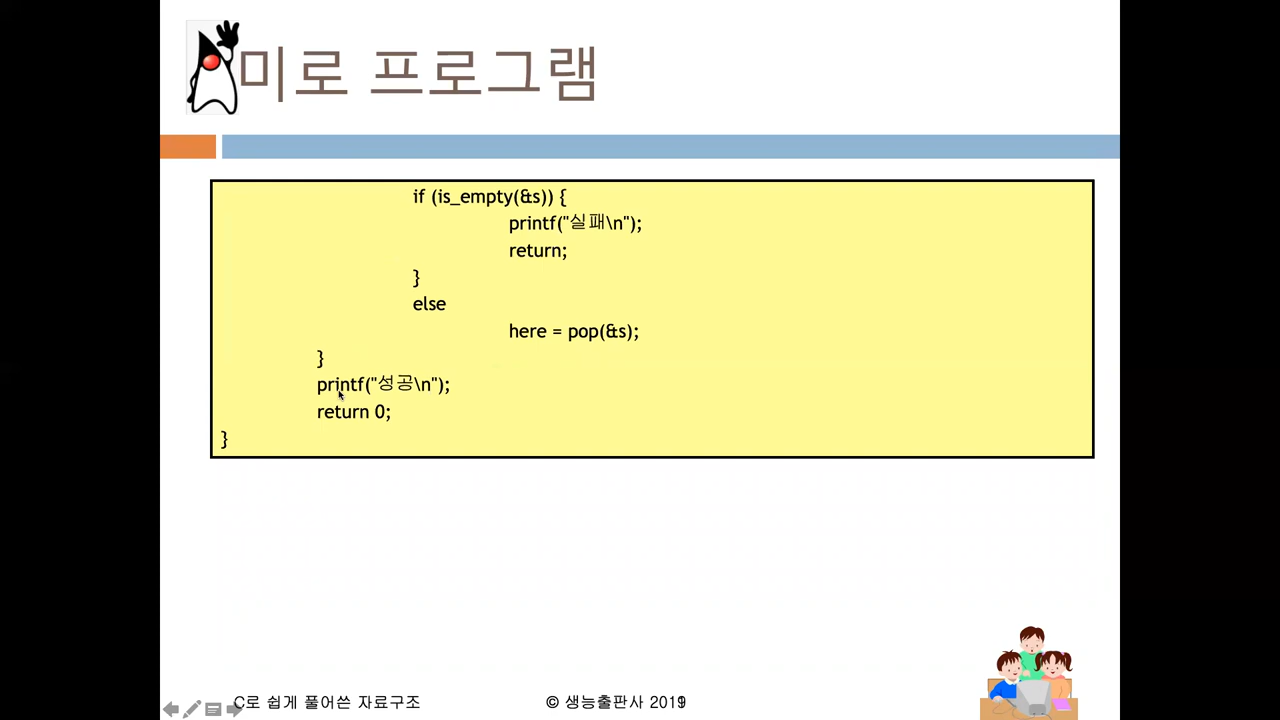 미로 프로그램
if (is_empty(&s)) {
printf("실패\n");
return;
}
else
here = pop(&s);
}
printf("성공\n");
return 0;
}
C로 쉽게 풀어쓴 자료구조
© 생능출판사 2019